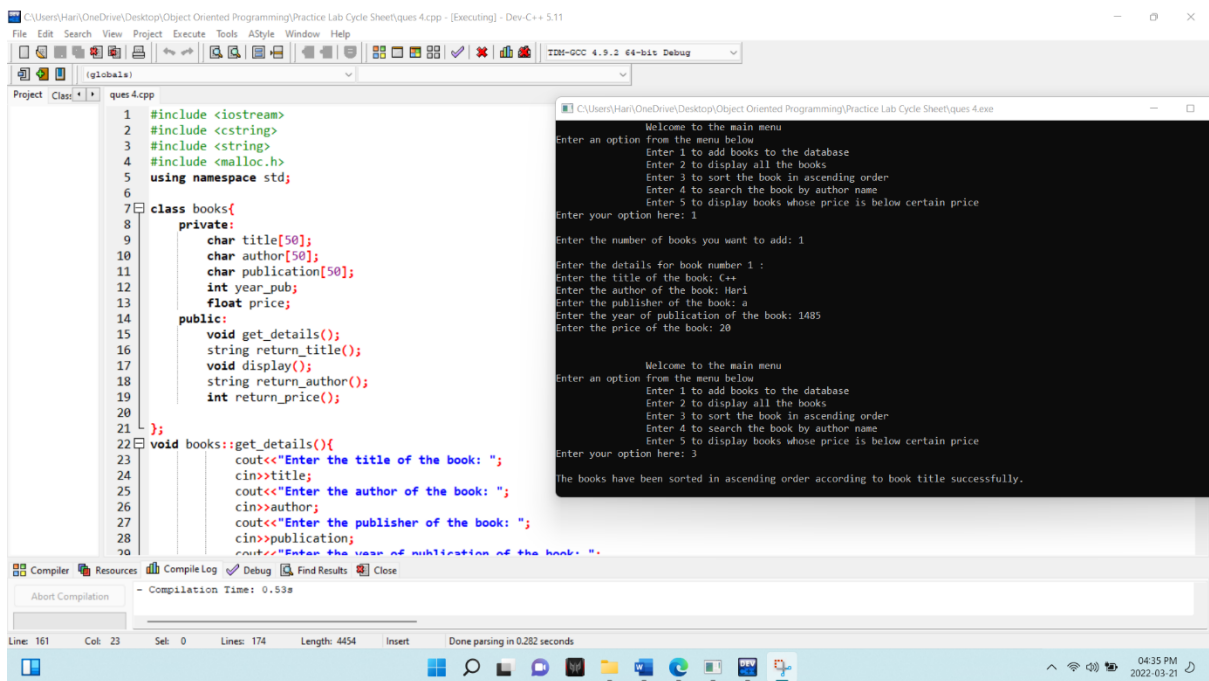 C:\Users\Hari\OneDrive\Desktop\Object Oriented Programming\Practice Lab Cycle Sheet\ques 4.cpp - [Executing] - Dev-C++ 5.11
File Edit Search View Project Execute Tools AStyle Window Help
TDM-GCC 4.9.2 64-bit Debug
(globals)
Project Class ques 4.cpp
1 #include <iostream>
2 #include <cstring>
3 #include <string>
4 #include <malloc.h>
5 using namespace std;
6
7 class books{
8 private:
9 char title[50];
10 char author[50];
11 char publication[50];
12 int year_pub;
13 float price;
14 public:
15 void get_details();
16 string return_title();
17 void display();
18 string return_author();
19 int return_price();
20
21 };
22 void books::get_details(){
23 cout<<"Enter the title of the book: ";
24 cin>>title;
25 cout<<"Enter the author of the book: ";
26 cin>>author;
27 cout<<"Enter the publisher of the book: ";
28 cin>>publication;
29 cout<<"Enter the year of publication of the book: ";
C:\Users\Hari\OneDrive\Desktop\Object Oriented Programming\Practice Lab Cycle Sheet\ques 4.exe
Welcome to the main menu
Enter an option from the menu below
Enter 1 to add books to the database
Enter 2 to display all the books
Enter 3 to sort the book in ascending order
Enter 4 to search the book by author name
Enter 5 to display books whose price is below certain price
Enter your option here: 1
Enter the number of books you want to add: 1
Enter the details for book number 1 :
Enter the title of the book: C++
Enter the author of the book: Hari
Enter the publisher of the book: a
Enter the year of publication of the book: 1485
Enter the price of the book: 20
Welcome to the main menu
Enter an option from the menu below
Enter 1 to add books to the database
Enter 2 to display all the books
Enter 3 to sort the book in ascending order
Enter 4 to search the book by author name
Enter 5 to display books whose price is below certain price
Enter your option here: 3
The books have been sorted in ascending order according to book title successfully.
Compiler Resources Compile Log Debug Find Results Close
Abort Compilation
- Compilation Time: 0.53s
Line: 161 Col: 23 Sel: 0 Lines: 174 Length: 4454 Insert Done parsing in 0.282 seconds
DEV
04:35 PM
2022-03-21